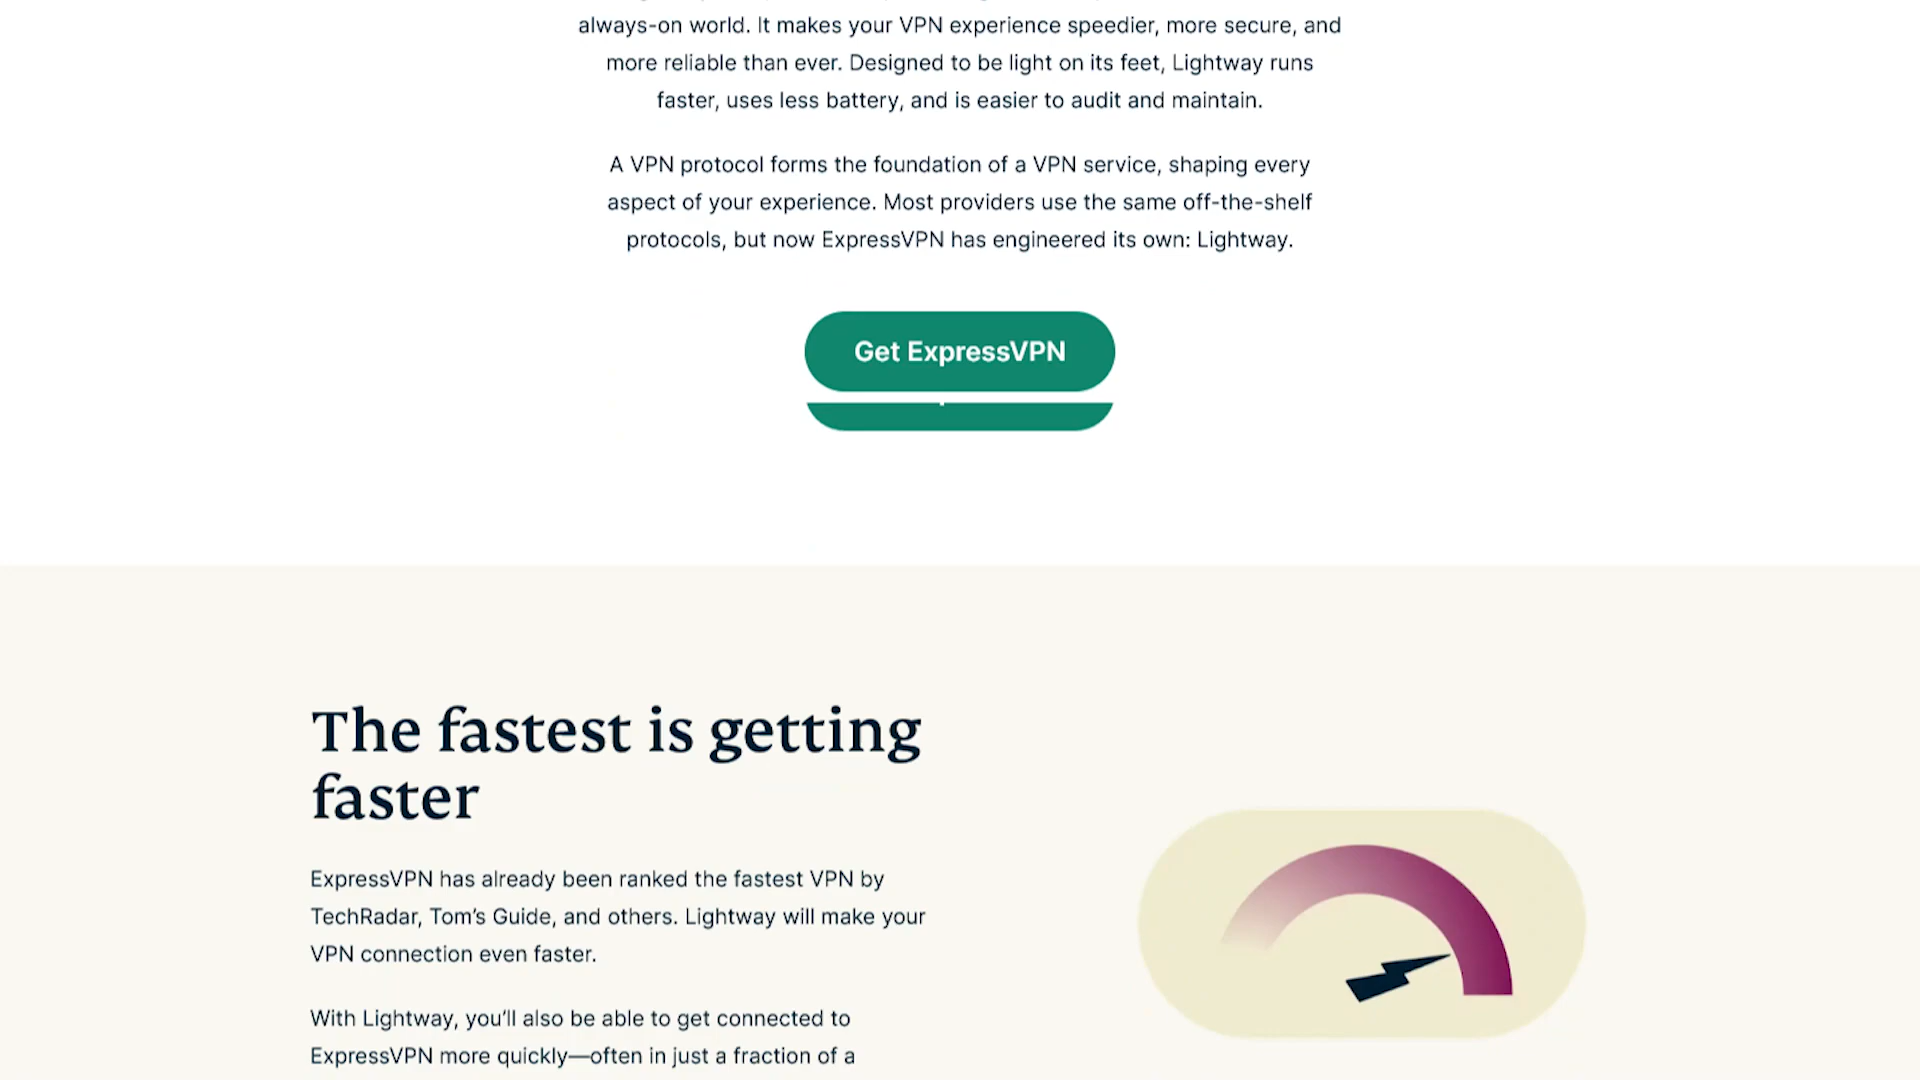 always-on world. It makes your VPN experience speedier, more secure, and
more reliable than ever. Designed to be light on its feet, Lightway runs
faster, uses less battery, and is easier to audit and maintain.
A VPN protocol forms the foundation of a VPN service, shaping every
aspect of your experience. Most providers use the same off-the-shelf
protocols, but now ExpressVPN has engineered its own: Lightway.
Get ExpressVPN
The fastest is getting
faster
ExpressVPN has already been ranked the fastest VPN by
TechRadar, Tom’s Guide, and others. Lightway will make your
VPN connection even faster.
With Lightway, you’ll also be able to get connected to
ExpressVPN more quickly—often in just a fraction of a